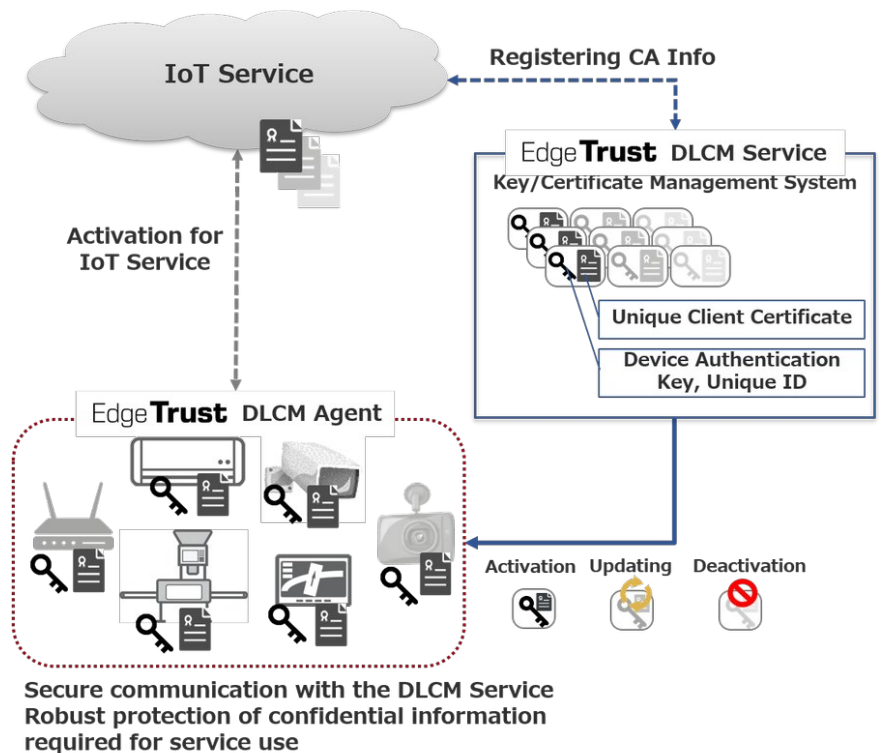 IoT Service
Registering CA Info
EdgeTrust DLCM Service
Key/Certificate Management System
Activation for
IoT Service
Unique Client Certificate
Device Authentication
Key, Unique ID
EdgeTrust DLCM Agent
Activation
Updating
Deactivation
Secure communication with the DLCM Service
Robust protection of confidential information
required for service use